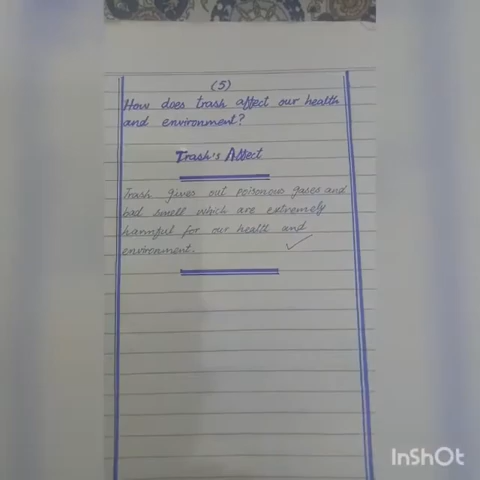 (5)
How does trash affect our health
and environment?
Trash's Affect
Trash gives out poisonous gases and
bad smell which are extremely
harmful for our health and
environment.
InShOt